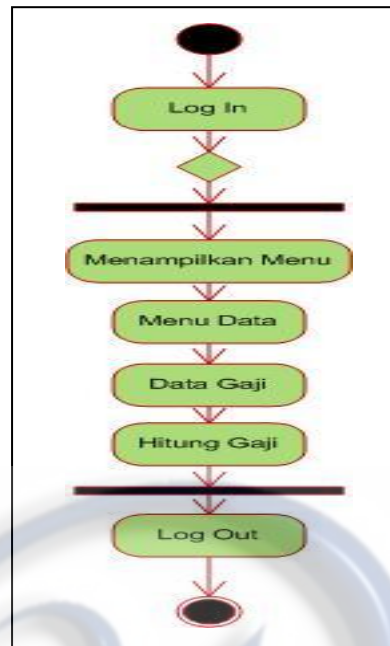 Log In
Menampilkan Menu
Menu Data
Data Gaji
Hitung Gaji
Log Out